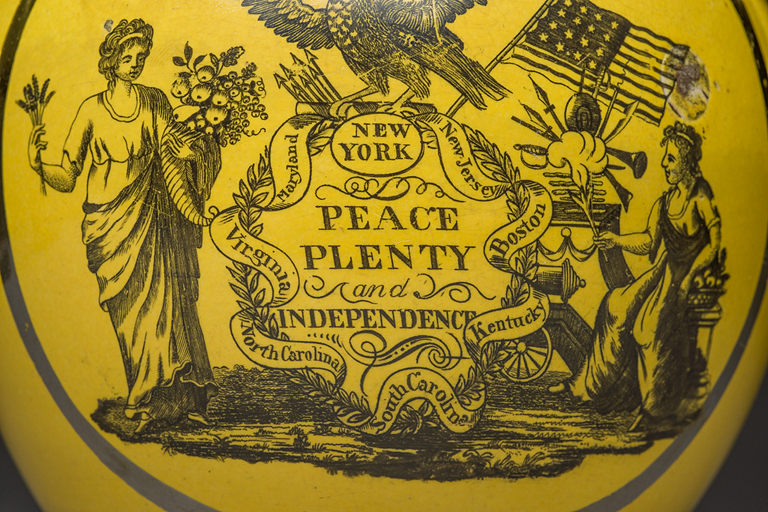 NEW
YORK
PEACE
PLENTY
and
INDEPENDENCE
Maryland
New-Jersey
Virginia
Boston
North Carolina
Kentucky
South Carolina